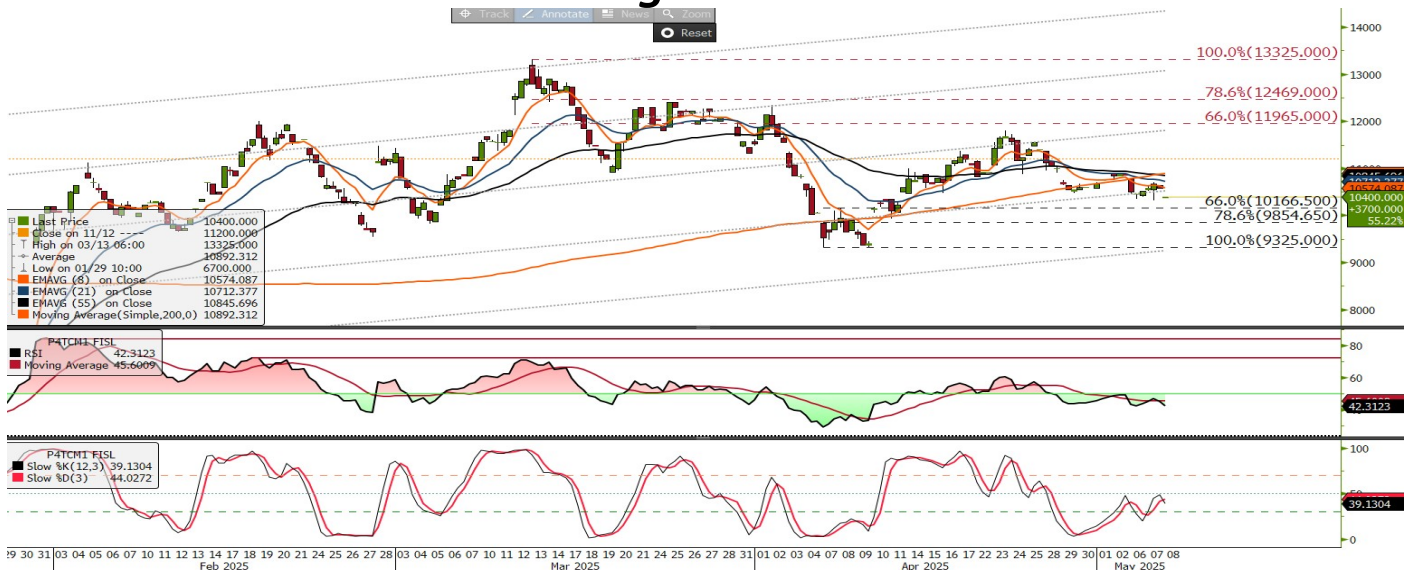 Track Annotate News Zoom
Reset
14000
100.0%(13325.000)
13000
78.6%(12469.000)
12000
66.0%(11965.000)
10845.696
10574.087
10400.000
+3700.000
55.22%
66.0%(10166.500)
78.6%(9854.650)
100.0%(9325.000)
9000
8000
Last Price 10400.000
Close on 11/12 ---- 11200.000
High on 03/13 06:00 13325.000
Average 10892.312
Low on 01/29 10:00 6700.000
EMAVG (8) on Close 10574.087
EMAVG (21) on Close 10712.377
EMAVG (55) on Close 10845.696
Moving Average(Simple,200,0) 10892.312
P4TCM1 FISL
RSI 42.3123
Moving Average 45.6009
80
60
42.3123
P4TCM1 FISL
Slow %K(12,3) 39.1304
Slow %D(3) 44.0272
100
50
39.1304
0
29 30 31 03 04 05 06 07 10 11 12 13 14 17 18 19 20 21 24 25 26 27 28 03 04 05 06 07 10 11 12 13 14 17 18 19 20 21 24 25 26 27 28 31 01 02 03 04 07 08 09 10 11 14 15 16 17 22 23 24 25 28 29 30 01 02 06 07 08
Feb 2025 Mar 2025 Apr 2025 May 2025